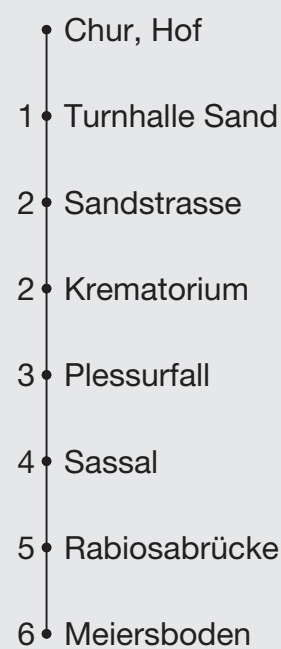 Chur, Hof
1 Turnhalle Sand
2 Sandstrasse
2 Krematorium
3 Plessurfall
4 Sassal
5 Rabiosabrücke
6 Meiersboden